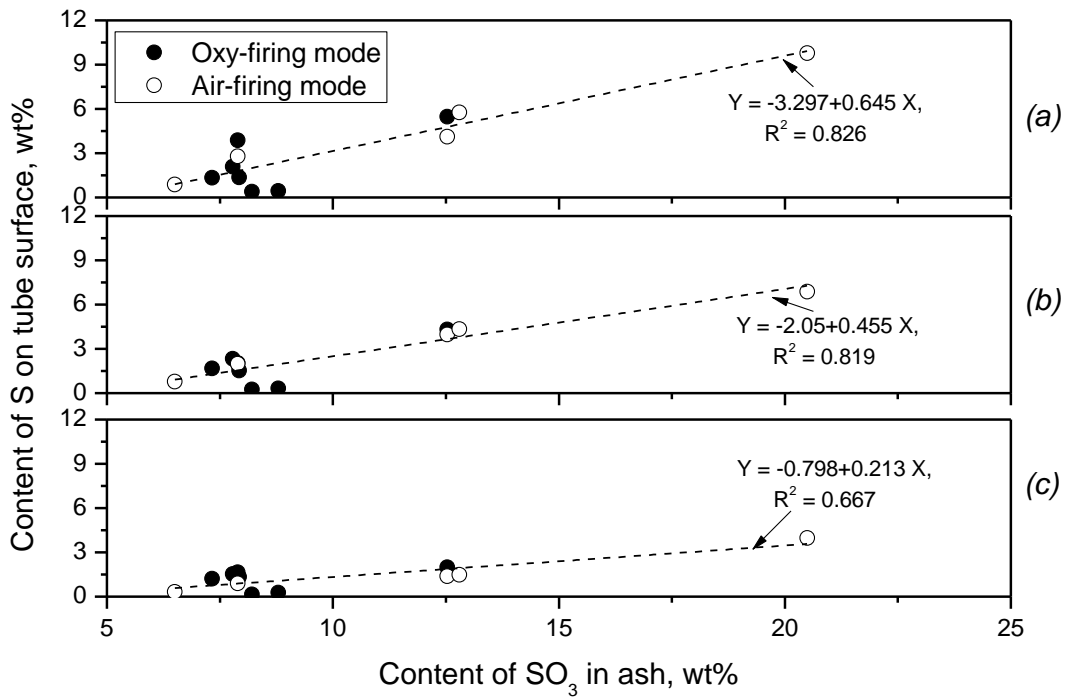 Content of S on tube surface, wt%
12
9
6
3
0
Oxy-firing mode
Air-firing mode
Y = -3.297+0.645 X,
R² = 0.826
(a)
12
9
6
3
0
Y = -2.05+0.455 X,
R² = 0.819
(b)
12
9
6
3
0
Y = -0.798+0.213 X,
R² = 0.667
(c)
5 10 15 20 25
Content of SO₃ in ash, wt%